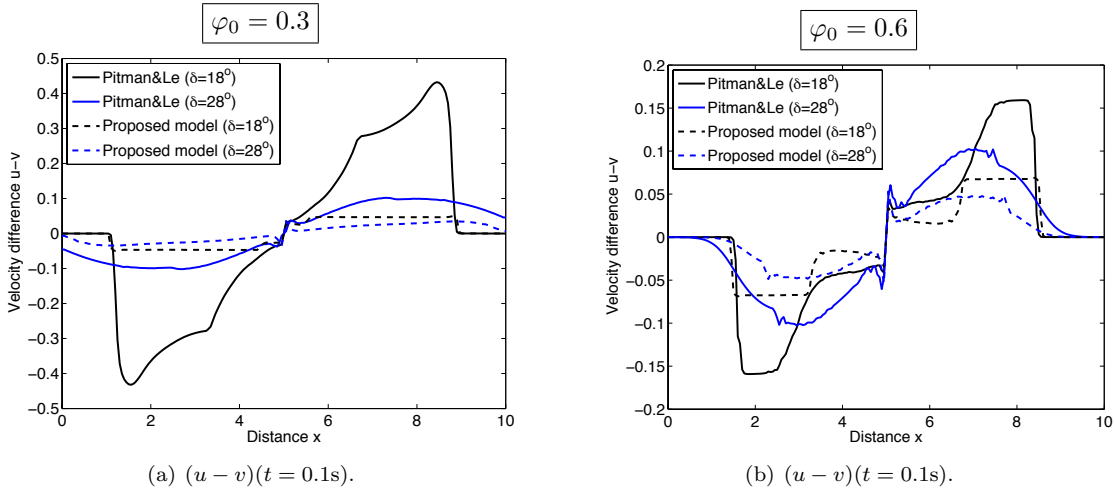 φ₀ = 0.3
0.5
0.4
0.3
0.2
0.1
0
−0.1
−0.2
−0.3
−0.4
−0.5
Velocity difference u−v
Pitman&Le (δ=18°)
Pitman&Le (δ=28°)
Proposed model (δ=18°)
Proposed model (δ=28°)
0 2 4 6 8 10
Distance x
(a) (u − v)(t = 0.1s).
φ₀ = 0.6
0.2
0.15
0.1
0.05
0
−0.05
−0.1
−0.15
−0.2
Velocity difference u−v
Pitman&Le (δ=18°)
Pitman&Le (δ=28°)
Proposed model (δ=18°)
Proposed model (δ=28°)
0 2 4 6 8 10
Distance x
(b) (u − v)(t = 0.1s).